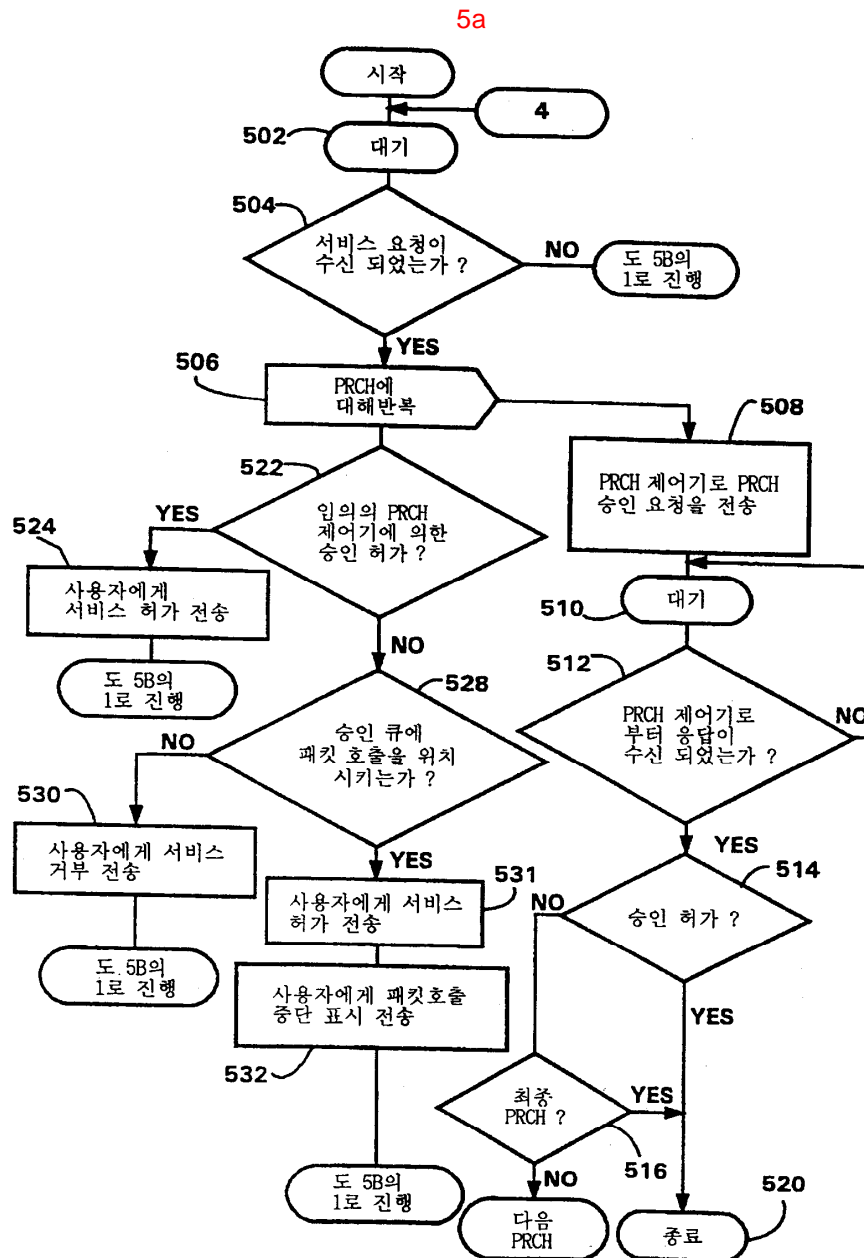 5a
시작
4
502
대기
504
서비스 요청이
수신 되었는가 ?
NO
도 5B의
1로 진행
YES
506
PRCH에
대해반복
508
PRCH 제어기로 PRCH
승인 요청을 전송
522
임의의 PRCH
제어기에 의한
승인 허가 ?
YES
524
사용자에게
서비스 허가 전송
도 5B의
1로 진행
NO
510
대기
512
PRCH 제어기로
부터 응답이
수신 되었는가 ?
NO
528
승인 큐에
패킷 호출을 위치
시키는가 ?
NO
530
사용자에게 서비스
거부 전송
도 5B의
1로 진행
YES
531
사용자에게 서비스
허가 전송
사용자에게 패킷호출
중단 표시 전송
532
도 5B의
1로 진행
YES
514
승인 허가 ?
NO
YES
최종
PRCH ?
YES
516
NO
다음
PRCH
520
종료